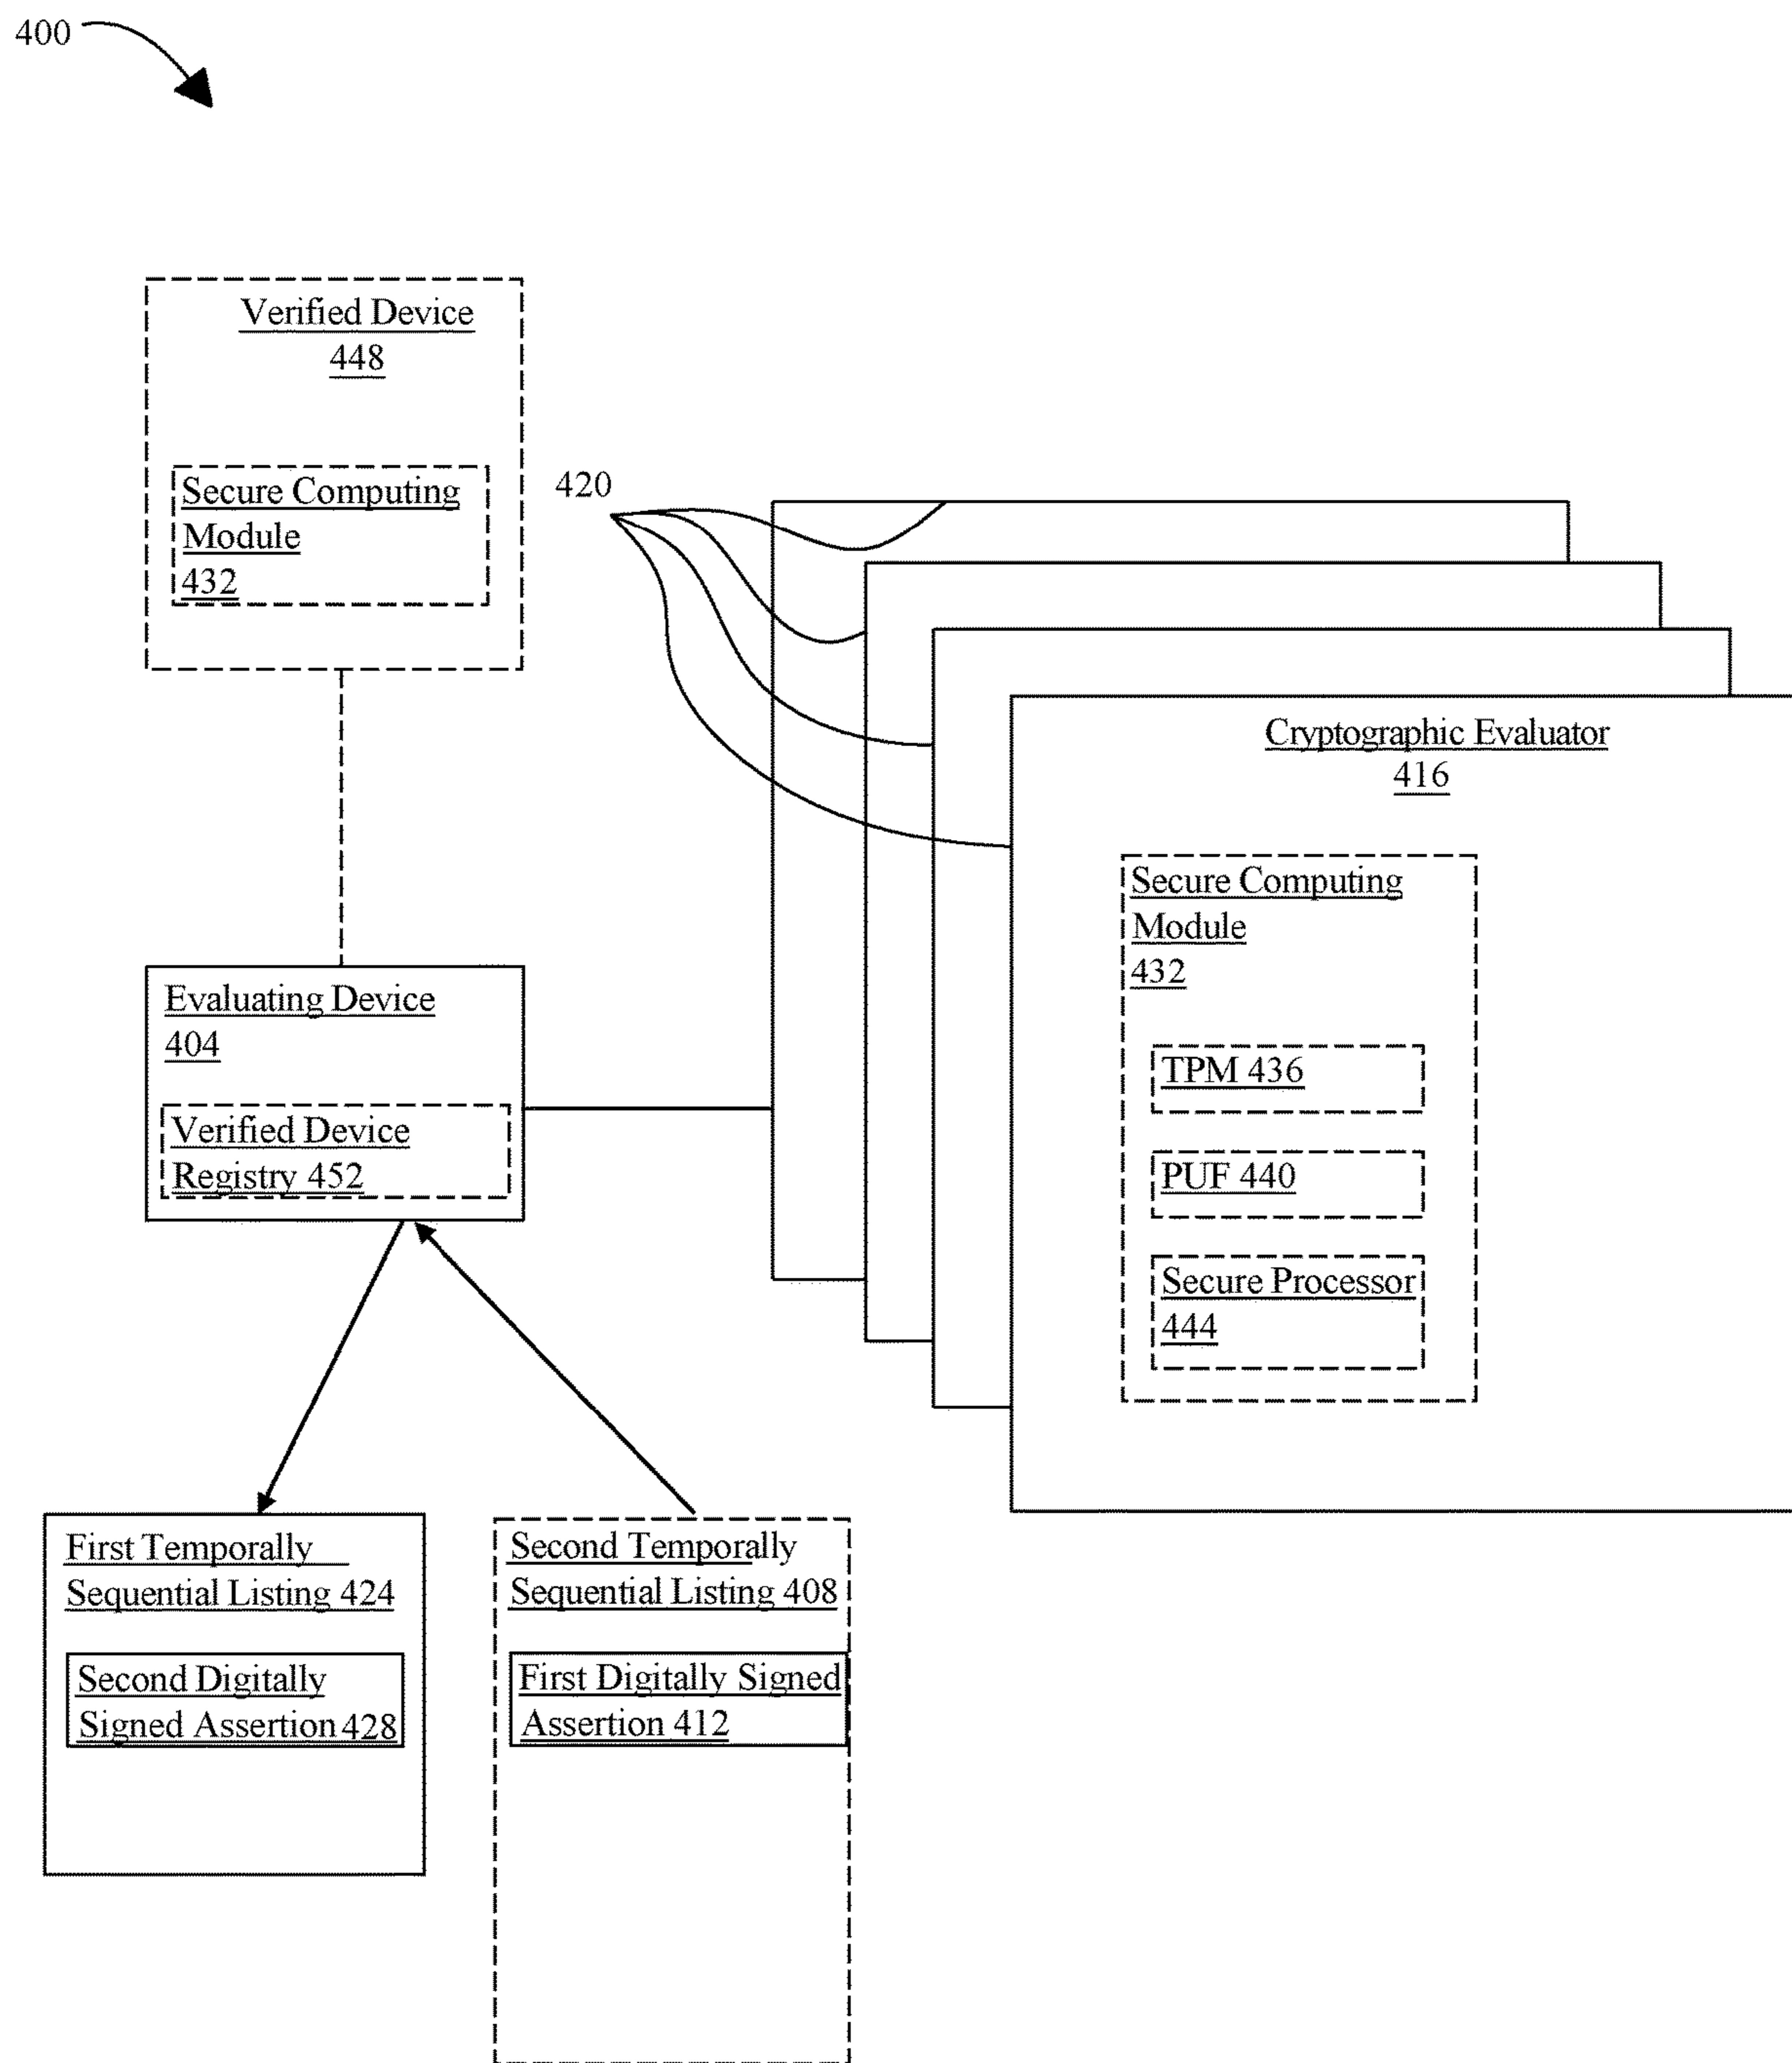 400
Verified Device
448
Secure Computing
Module
432
420
Cryptographic Evaluator
416
Secure Computing
Module
432
TPM 436
PUF 440
Secure Processor
444
Evaluating Device
404
Verified Device
Registry 452
First Temporally
Sequential Listing 424
Second Digitally
Signed Assertion 428
Second Temporally
Sequential Listing 408
First Digitally Signed
Assertion 412